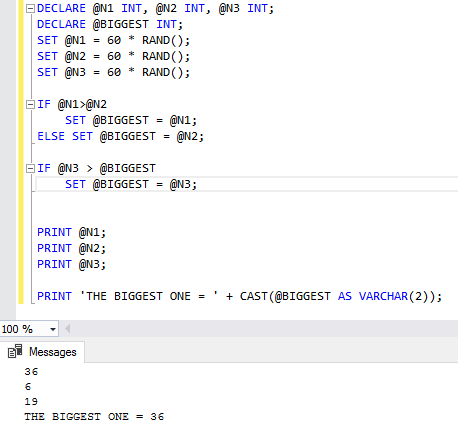 DECLARE @N1 INT, @N2 INT, @N3 INT;
DECLARE @BIGGEST INT;
SET @N1 = 60 * RAND();
SET @N2 = 60 * RAND();
SET @N3 = 60 * RAND();
IF @N1>@N2
SET @BIGGEST = @N1;
ELSE SET @BIGGEST = @N2;
IF @N3 > @BIGGEST
SET @BIGGEST = @N3;
PRINT @N1;
PRINT @N2;
PRINT @N3;
PRINT 'THE BIGGEST ONE = ' + CAST(@BIGGEST AS VARCHAR(2));
100 %
Messages
36
6
19
THE BIGGEST ONE = 36